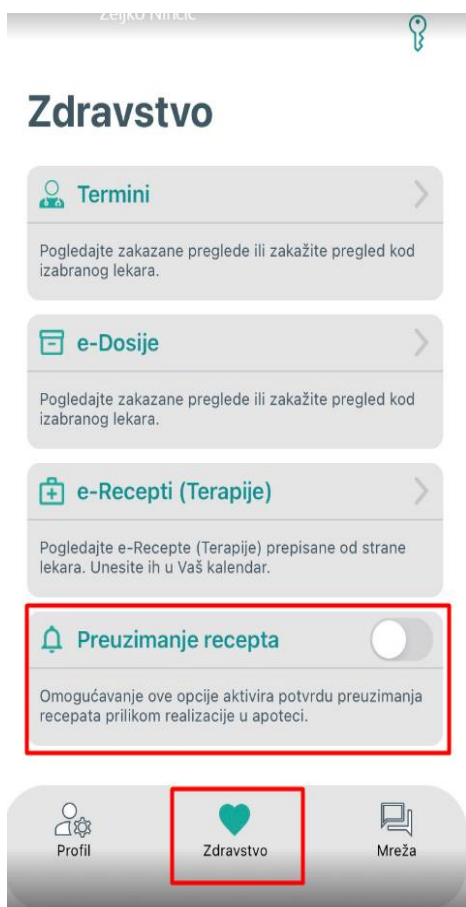 Zeljko Nincic
Zdravstvo
Termini
Pogledajte zakazane preglede ili zakažite pregled kod
izabranog lekara.
e-Dosije
Pogledajte zakazane preglede ili zakažite pregled kod
izabranog lekara.
e-Recepti (Terapije)
Pogledajte e-Recepte (Terapije) prepisane od strane
lekara. Unesite ih u Vaš kalendar.
Preuzimanje recepta
Omogućavanje ove opcije aktivira potvrdu preuzimanja
recepata prilikom realizacije u apoteci.
Profil
Zdravstvo
Mreža